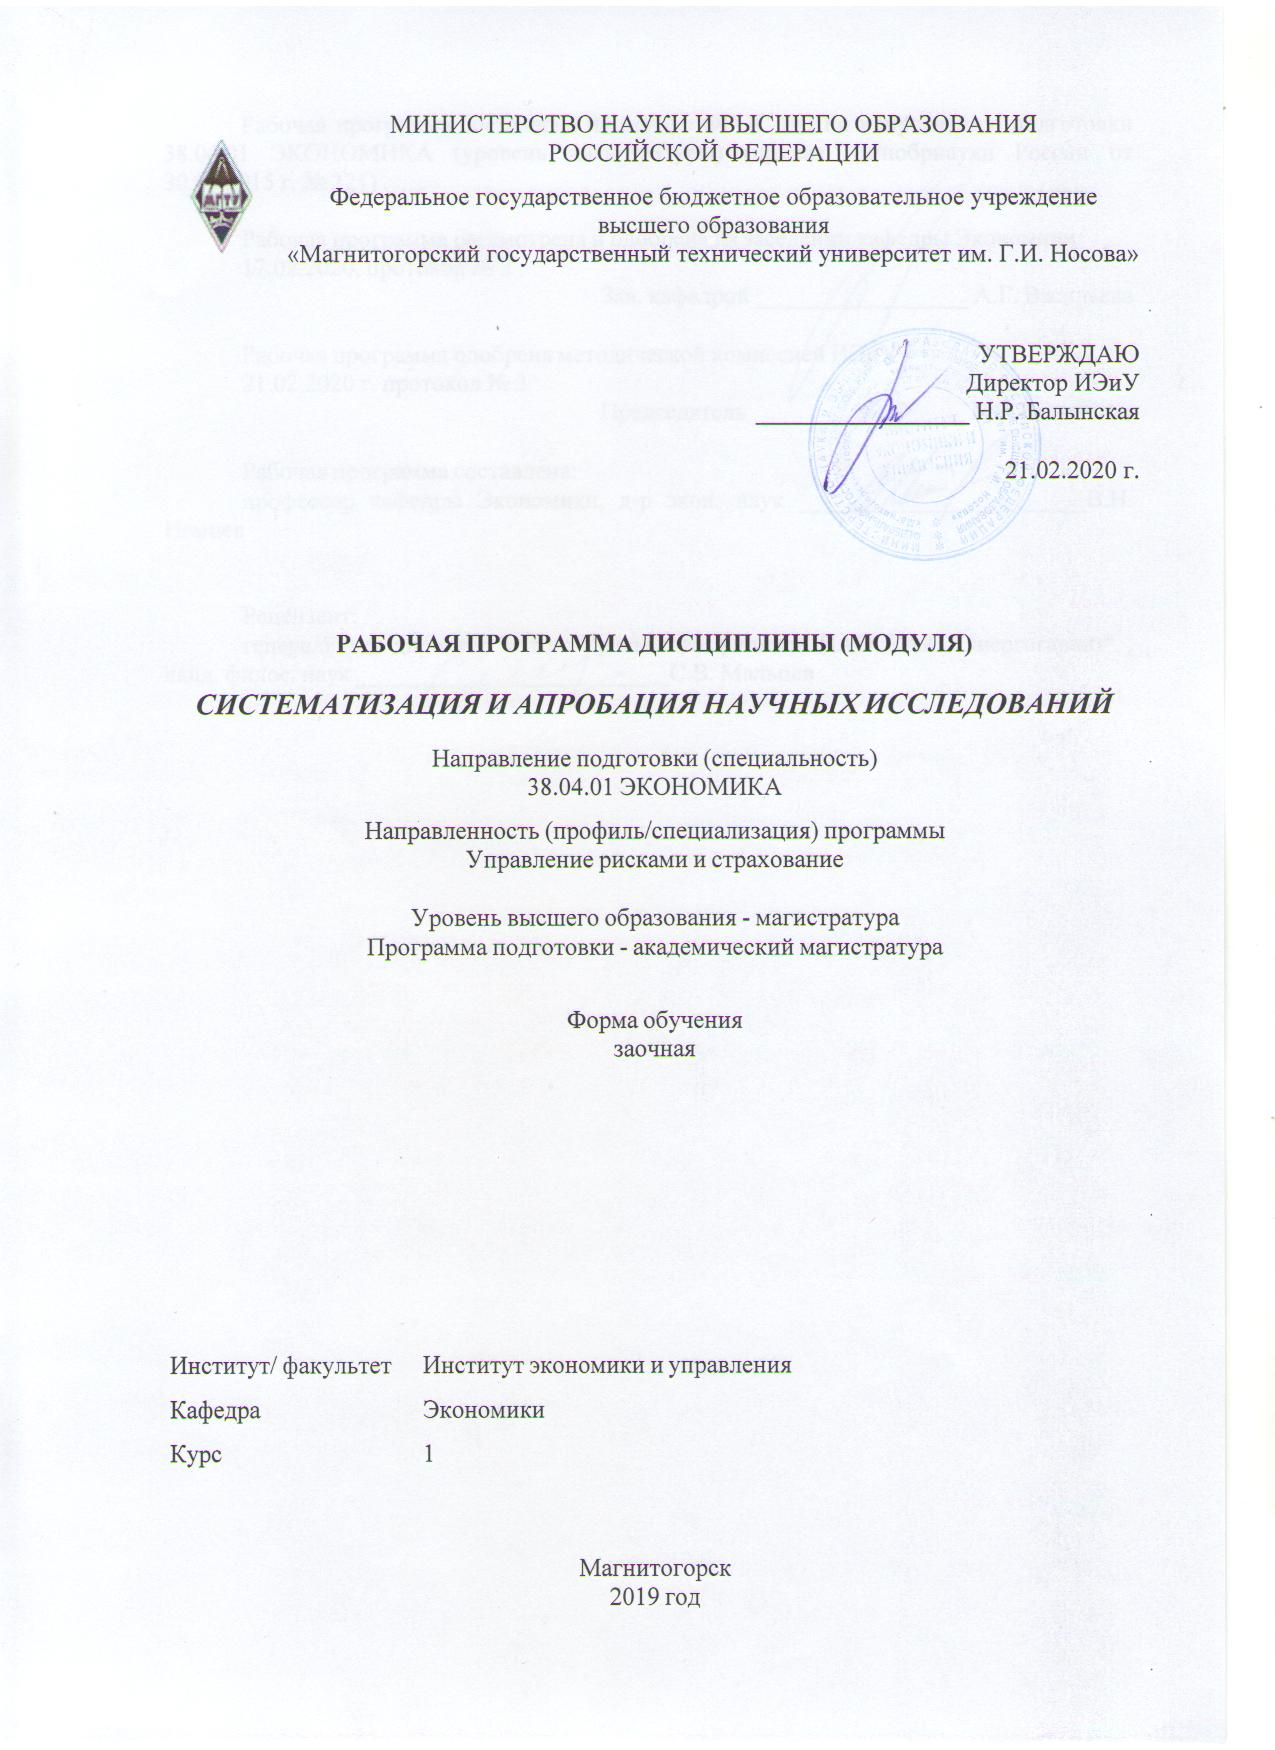 МИНИСТЕРСТВО НАУКИ И ВЫСШЕГО ОБРАЗОВАНИЯ
РОССИЙСКОЙ ФЕДЕРАЦИИ
МГТУ
Федеральное государственное бюджетное образовательное учреждение
высшего образования
«Магнитогорский государственный технический университет им. Г.И. Носова»
УТВЕРЖДАЮ
Директор ИЭиУ
Н.Р. Балынская
21.02.2020 г.
РАБОЧАЯ ПРОГРАММА ДИСЦИПЛИНЫ (МОДУЛЯ)
СИСТЕМАТИЗАЦИЯ И АПРОБАЦИЯ НАУЧНЫХ ИССЛЕДОВАНИЙ
Направление подготовки (специальность)
38.04.01 ЭКОНОМИКА
Направленность (профиль/специализация) программы
Управление рисками и страхование
Уровень высшего образования - магистратура
Программа подготовки - академический магистратура
Форма обучения
заочная
Институт/ факультет Институт экономики и управления
Кафедра Экономики
Курс 1
Магнитогорск
2019 год